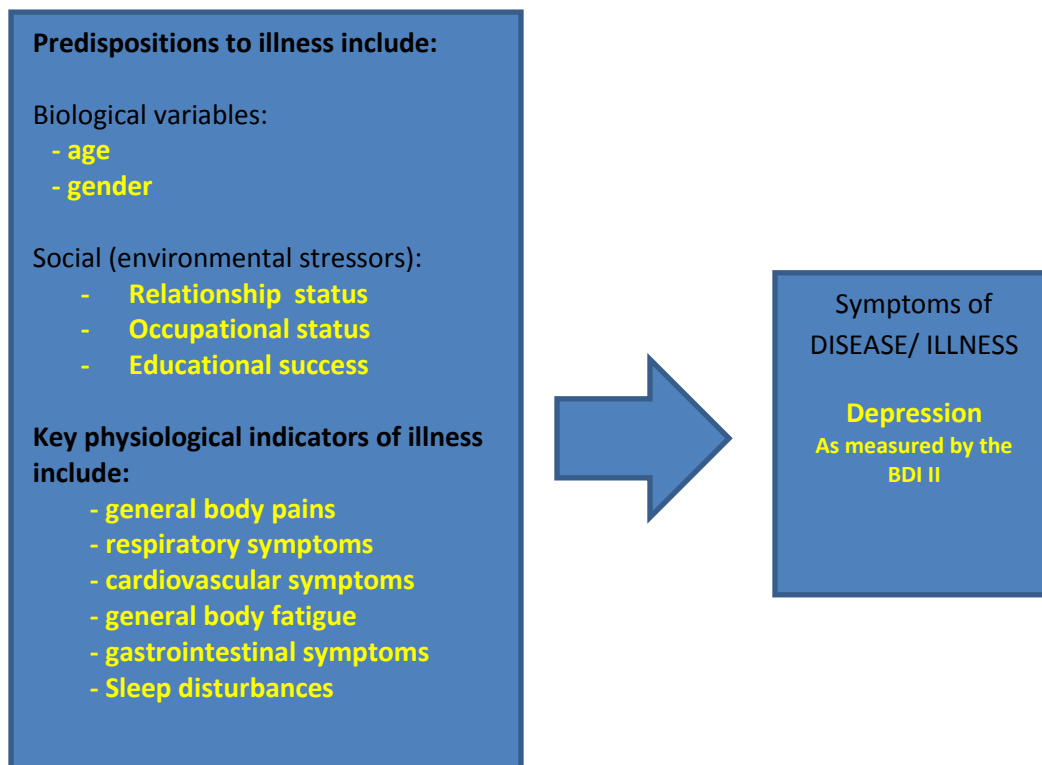 Predispositions to illness include:
Biological variables:
- age
- gender
Social (environmental stressors):
- Relationship status
- Occupational status
- Educational success
Key physiological indicators of illness
include:
- general body pains
- respiratory symptoms
- cardiovascular symptoms
- general body fatigue
- gastrointestinal symptoms
- Sleep disturbances
Symptoms of
DISEASE/ ILLNESS
Depression
As measured by the
BDI II